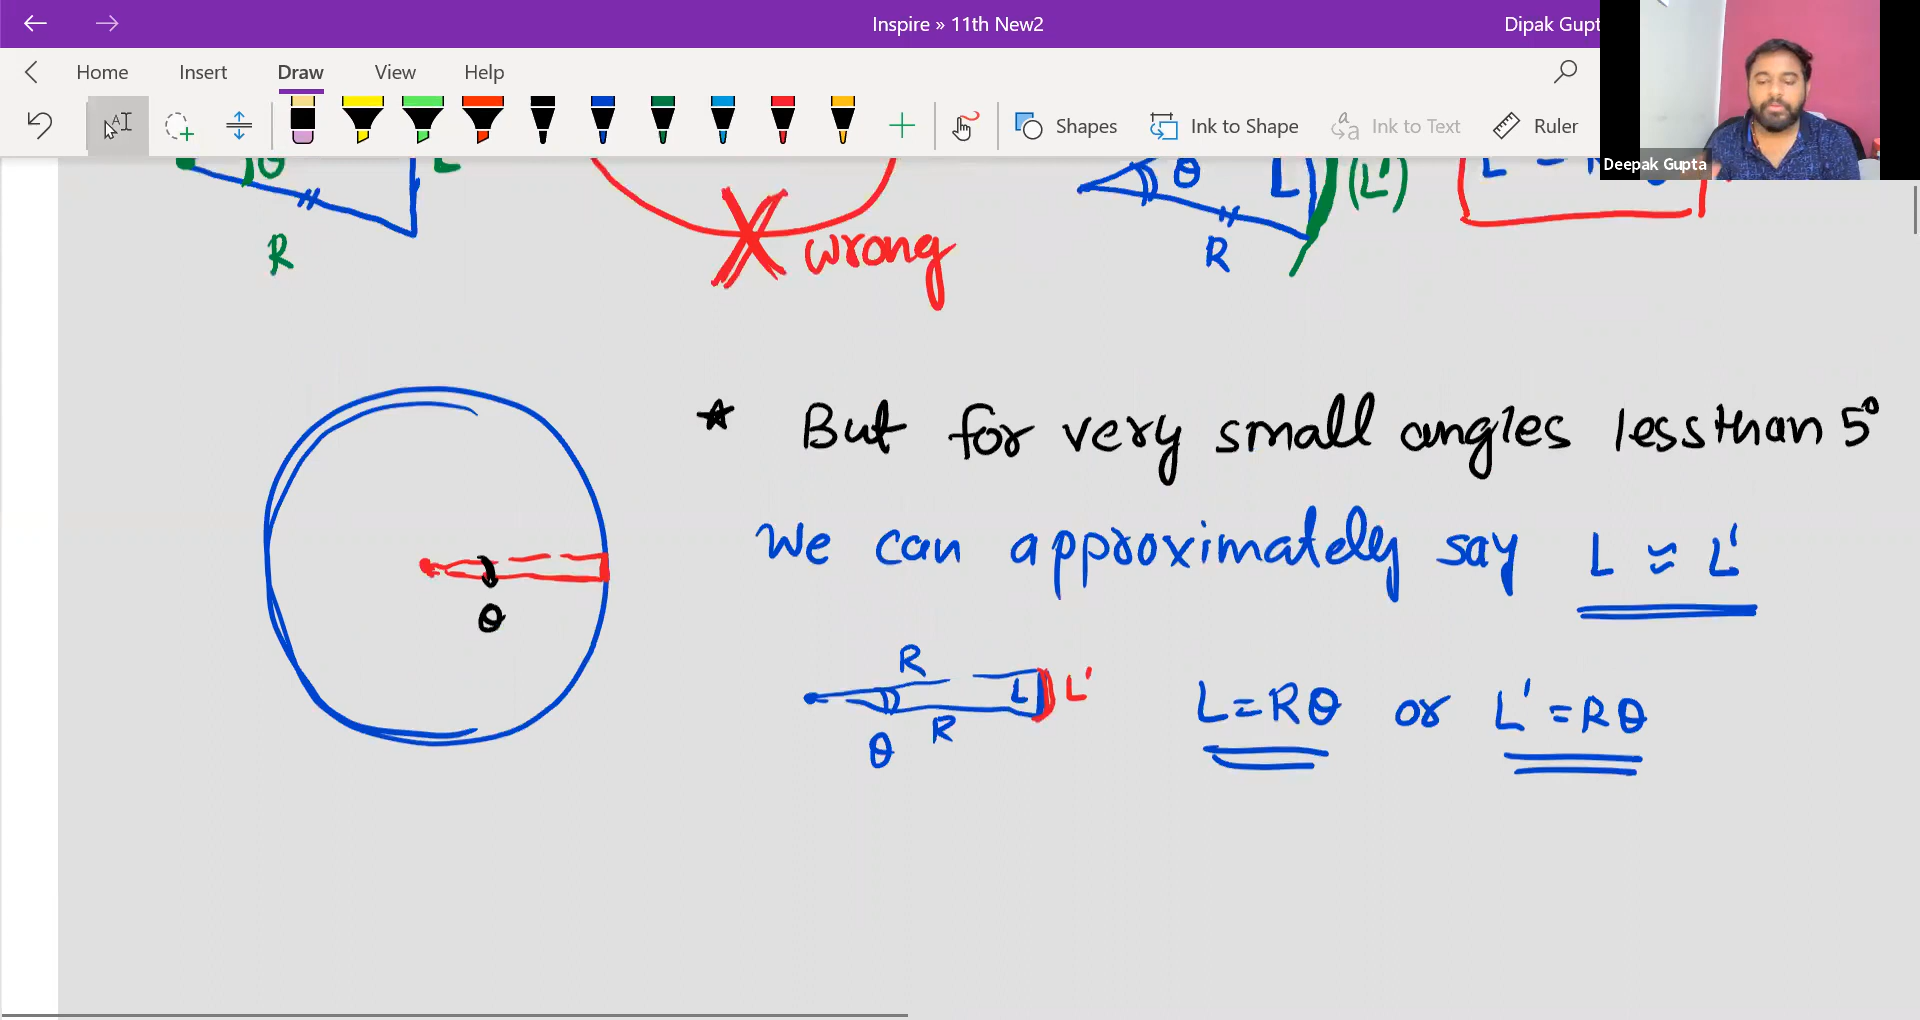 Inspire » 11th New2
Dipak Gupt
Home Insert Draw View Help
Shapes Ink to Shape Ink to Text Ruler
Deepak Gupta
θ L θ L (L')
R wrong R
* But for very small angles less than 5°
We can approximately say L ≈ L'
θ
R L L'
θ R
L = Rθ or L' = Rθ